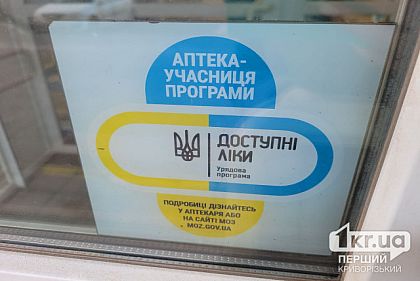 АПТЕКА-
УЧАСНИЦЯ
ПРОГРАМИ
ДОСТУПНІ
ЛІКИ
Урядова
програма
ПОДРОБИЦІ ДІЗНАЙТЕСЬ
У АПТЕКАРЯ АБО
НА САЙТІ МОЗ
MOZ.GOV.UA
1kr.ua
ПЕРШИЙ
КРИВОРІЗЬКИЙ